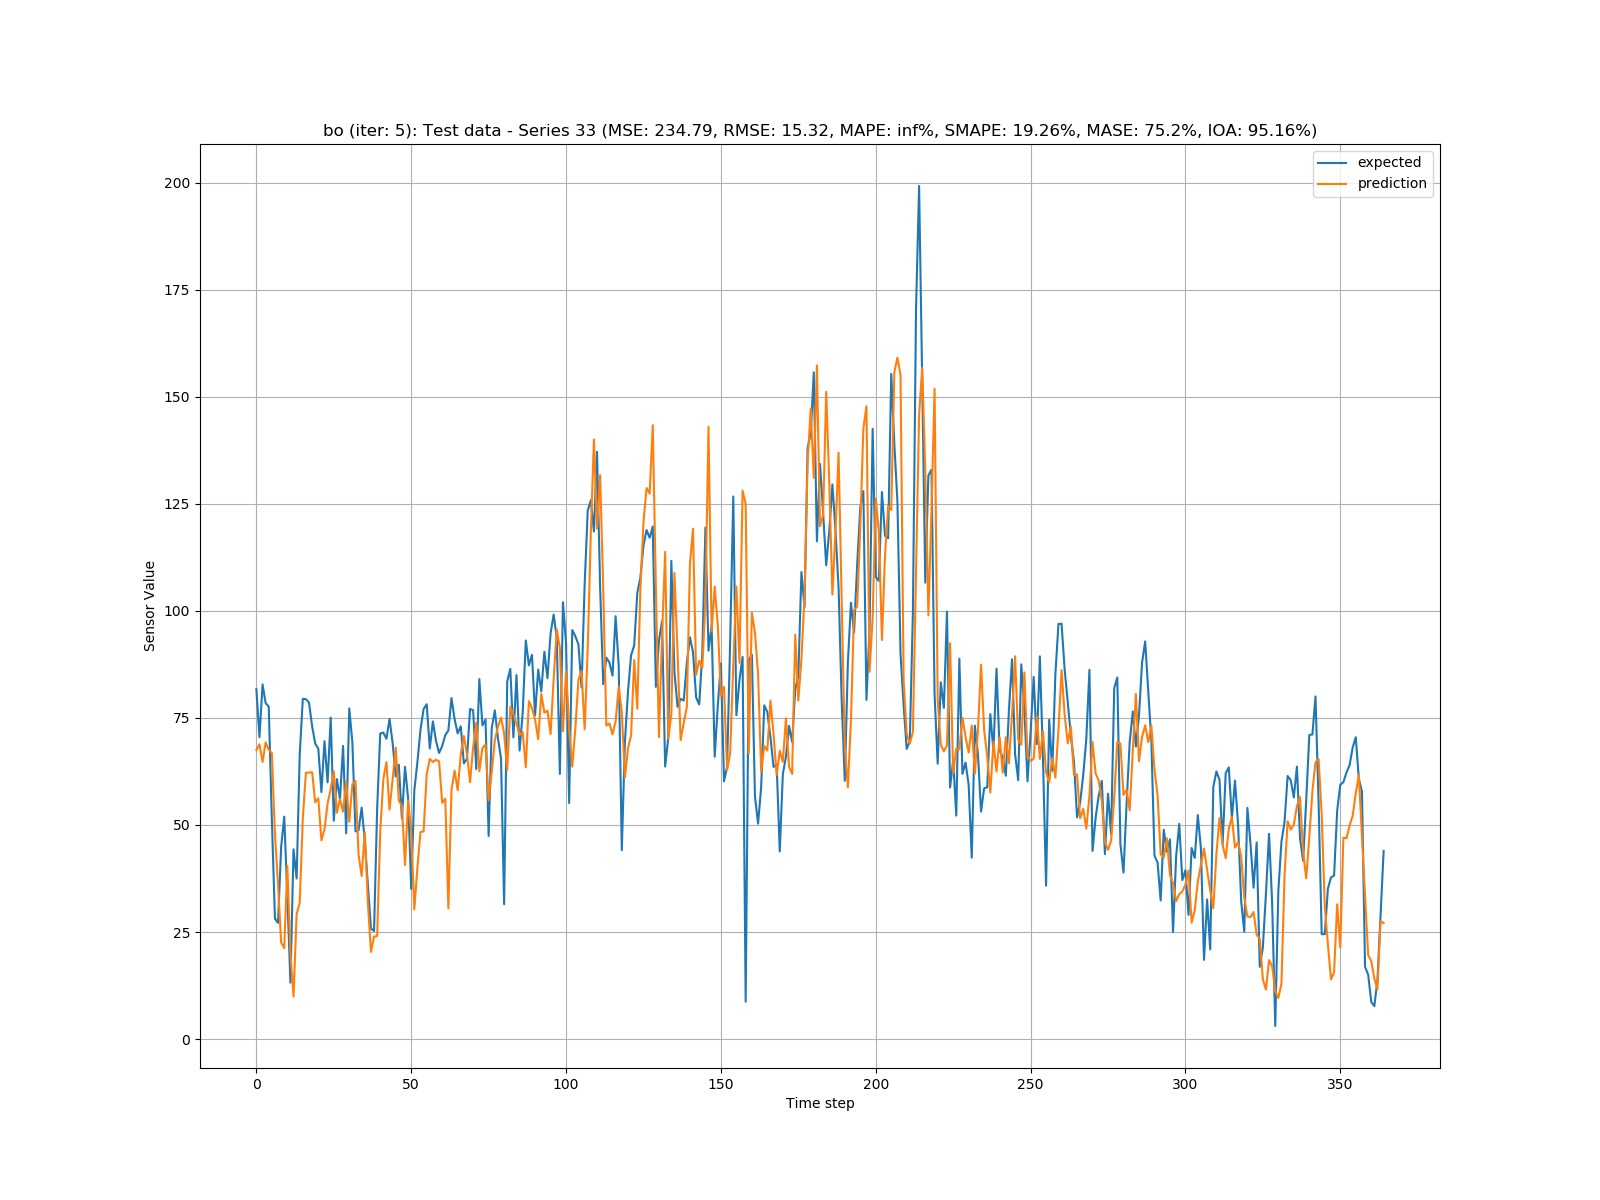 bo (iter: 5): Test data - Series 33 (MSE: 234.79, RMSE: 15.32, MAPE: inf%, SMAPE: 19.26%, MASE: 75.2%, IOA: 95.16%)
expected
prediction
200
175
150
125
100
75
50
25
0
Sensor Value
0 50 100 150 200 250 300 350
Time step